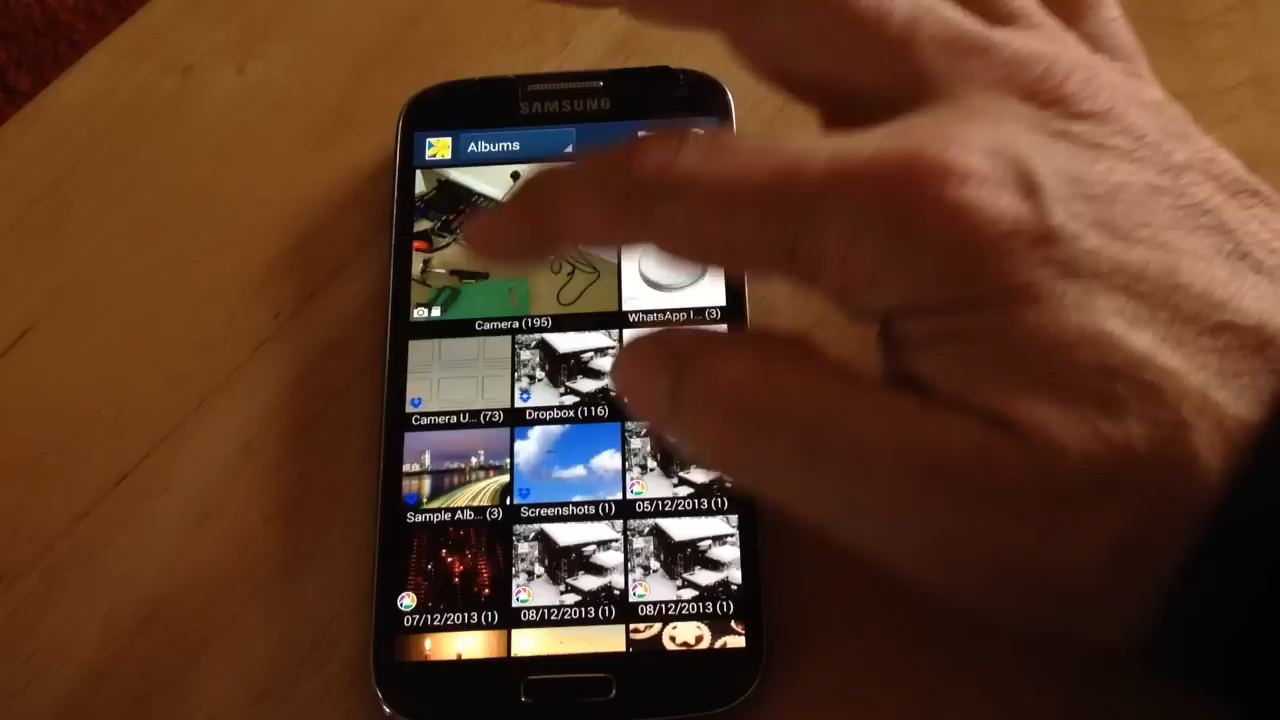 SAMSUNG
Albums
Camera (195)
WhatsApp I... (3)
Camera U... (73)
Dropbox (116)
Sample Alb... (3)
Screenshots (1)
05/12/2013 (1)
07/12/2013 (1)
08/12/2013 (1)
08/12/2013 (1)